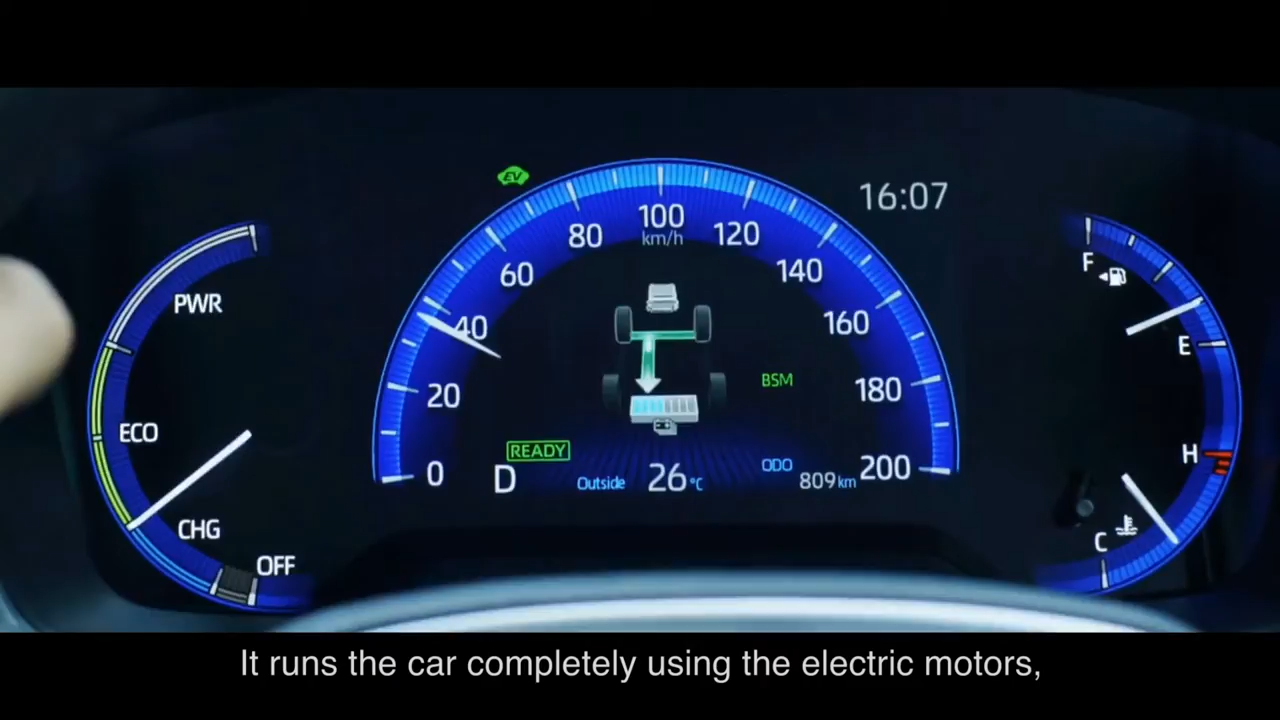 EV
16:07
100
km/h
80
120
60
140
40
160
20
180
0
200
PWR
ECO
CHG
OFF
F
E
H
C
BSM
READY
D
Outside
26°C
ODO
809km
It runs the car completely using the electric motors,